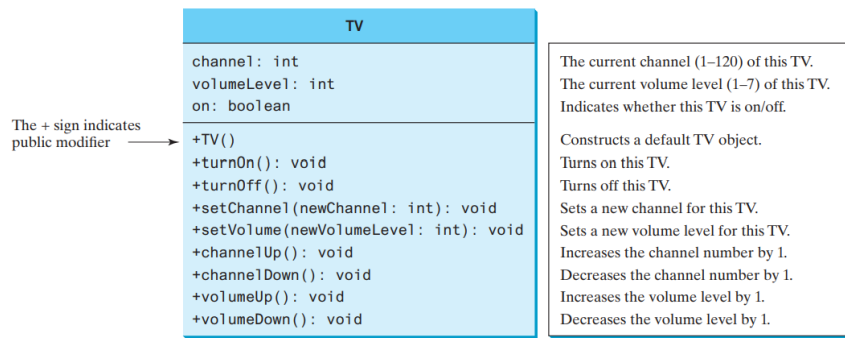 TV
channel: int
volumeLevel: int
on: boolean
The current channel (1–120) of this TV.
The current volume level (1–7) of this TV.
Indicates whether this TV is on/off.
The + sign indicates
public modifier
+TV()
+turnOn(): void
+turnOff(): void
+setChannel(newChannel: int): void
+setVolume(newVolumeLevel: int): void
+channelUp(): void
+channelDown(): void
+volumeUp(): void
+volumeDown(): void
Constructs a default TV object.
Turns on this TV.
Turns off this TV.
Sets a new channel for this TV.
Sets a new volume level for this TV.
Increases the channel number by 1.
Decreases the channel number by 1.
Increases the volume level by 1.
Decreases the volume level by 1.